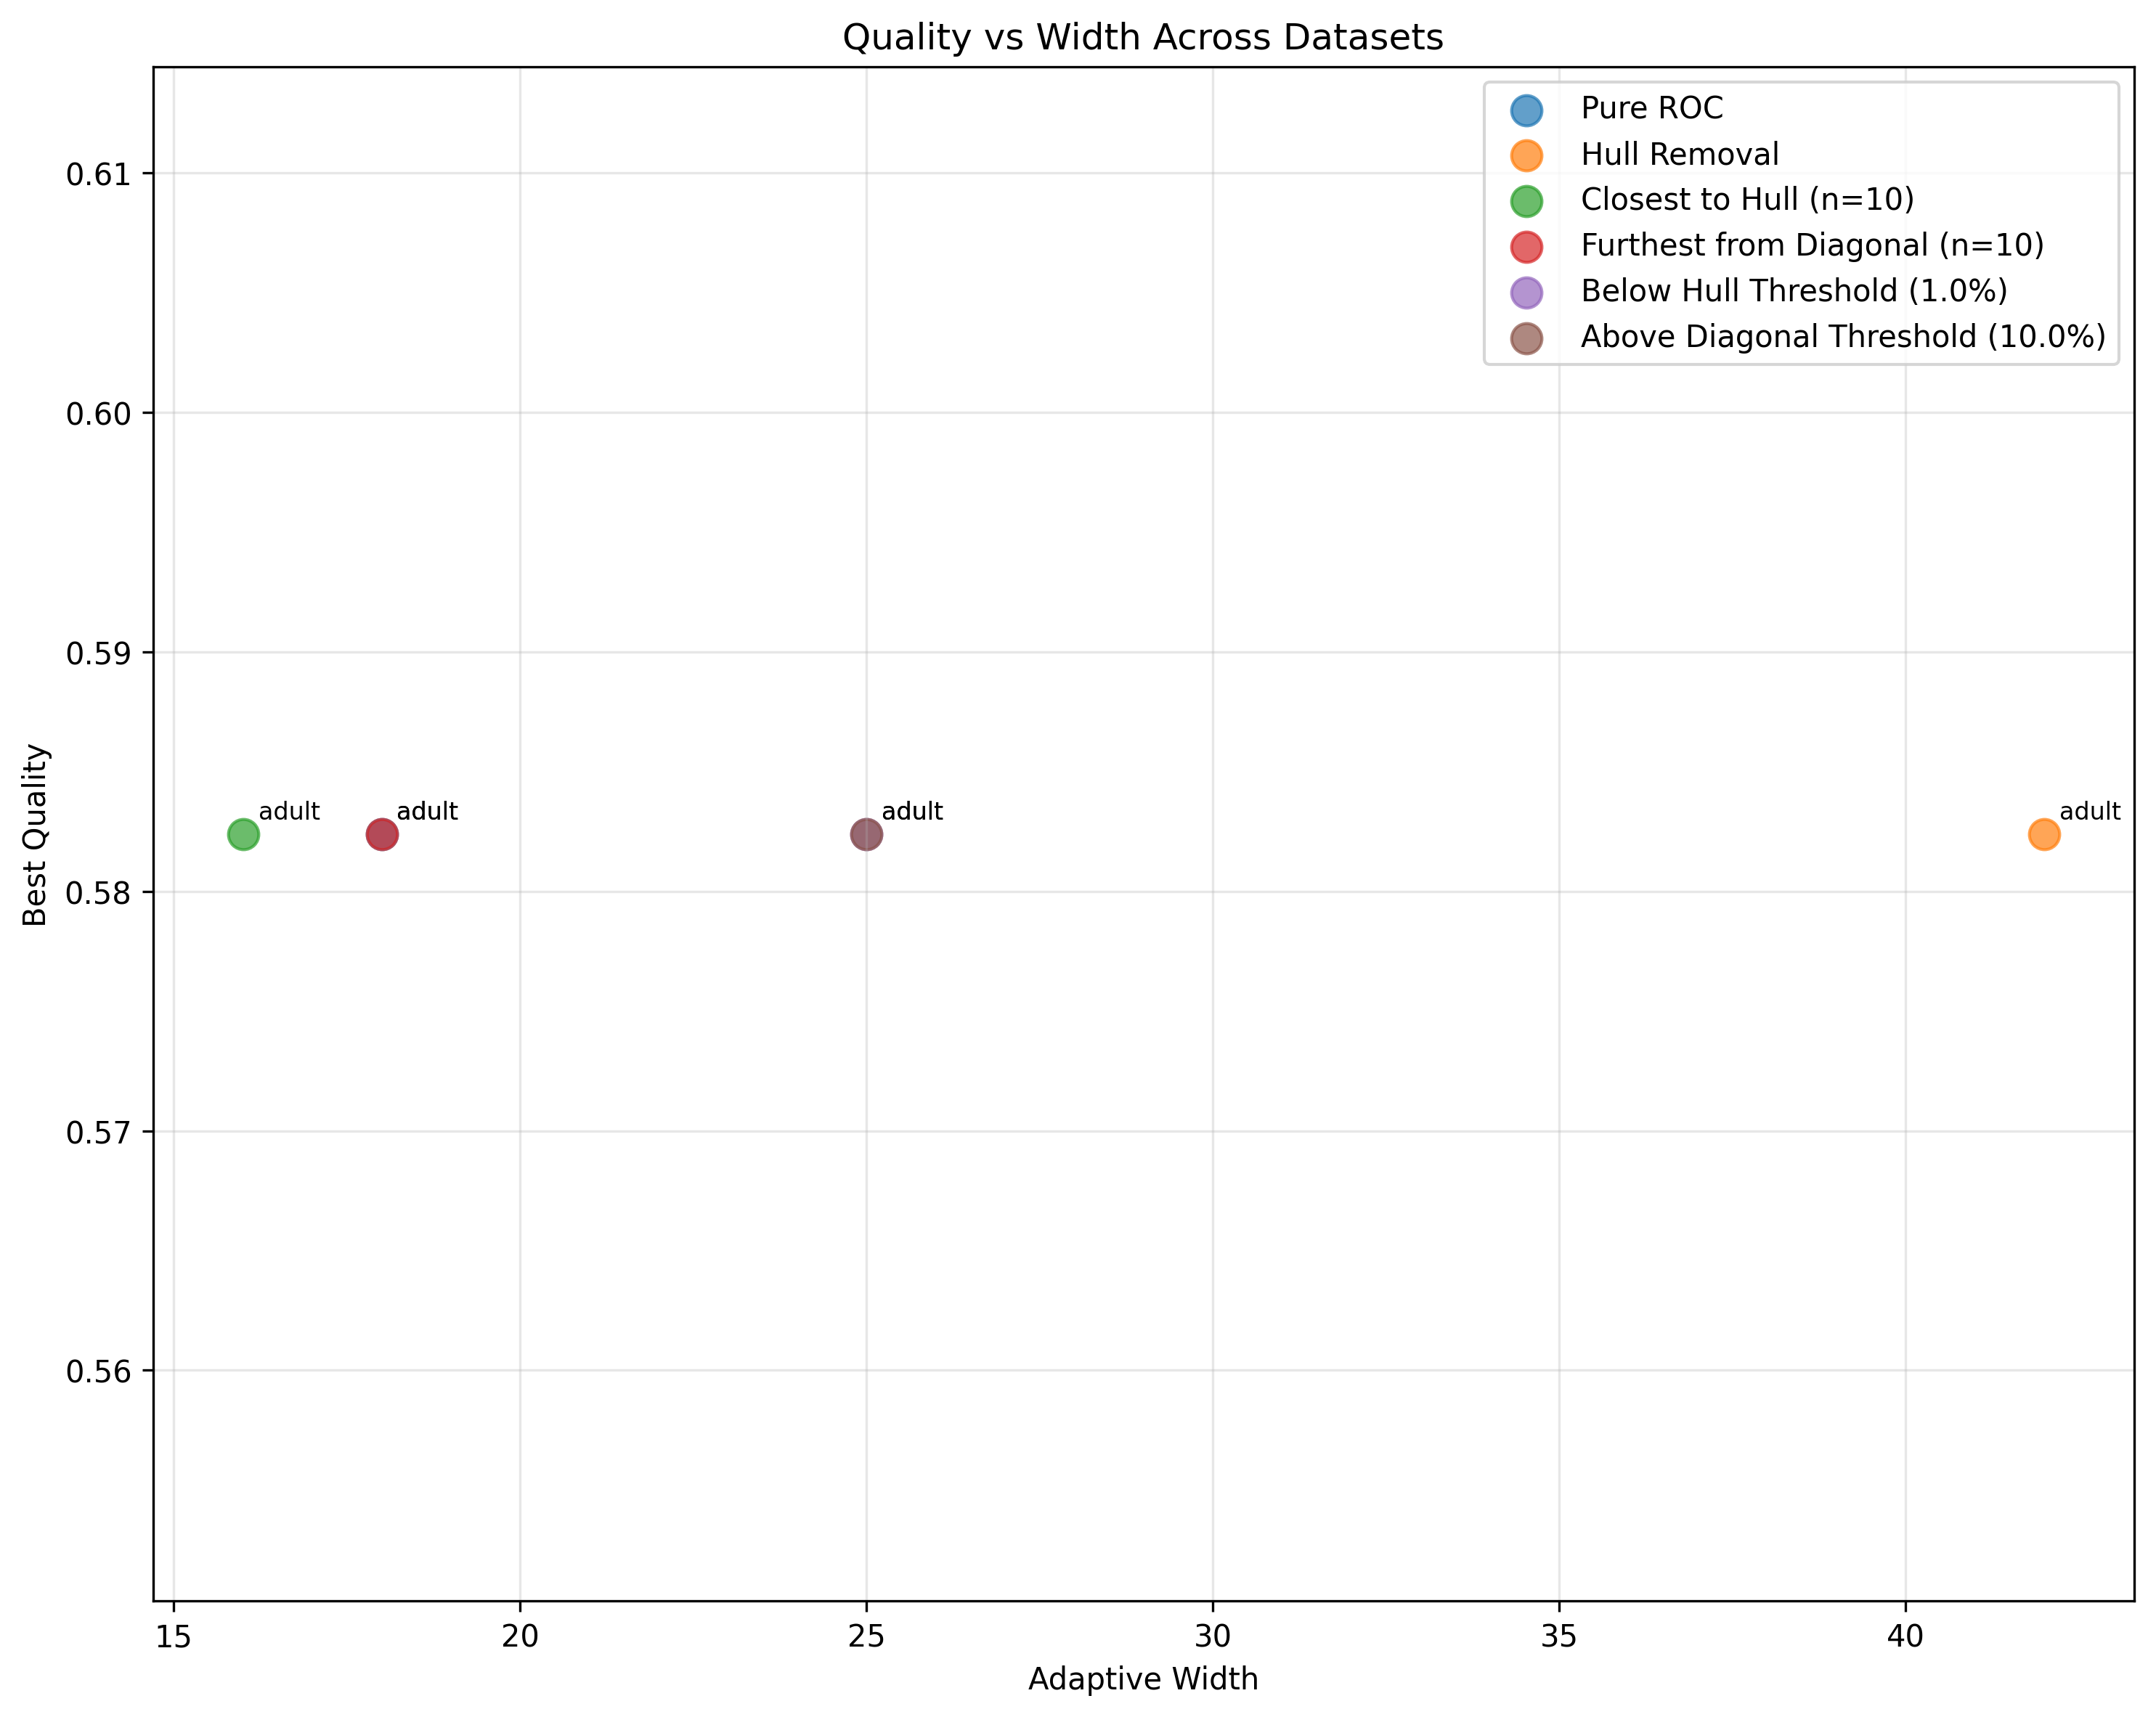 Quality vs Width Across Datasets
Pure ROC
Hull Removal
Closest to Hull (n=10)
Furthest from Diagonal (n=10)
Below Hull Threshold (1.0%)
Above Diagonal Threshold (10.0%)
0.61
0.60
0.59
0.58
0.57
0.56
Best Quality
adult
adult
adult
adult
15
20
25
30
35
40
Adaptive Width